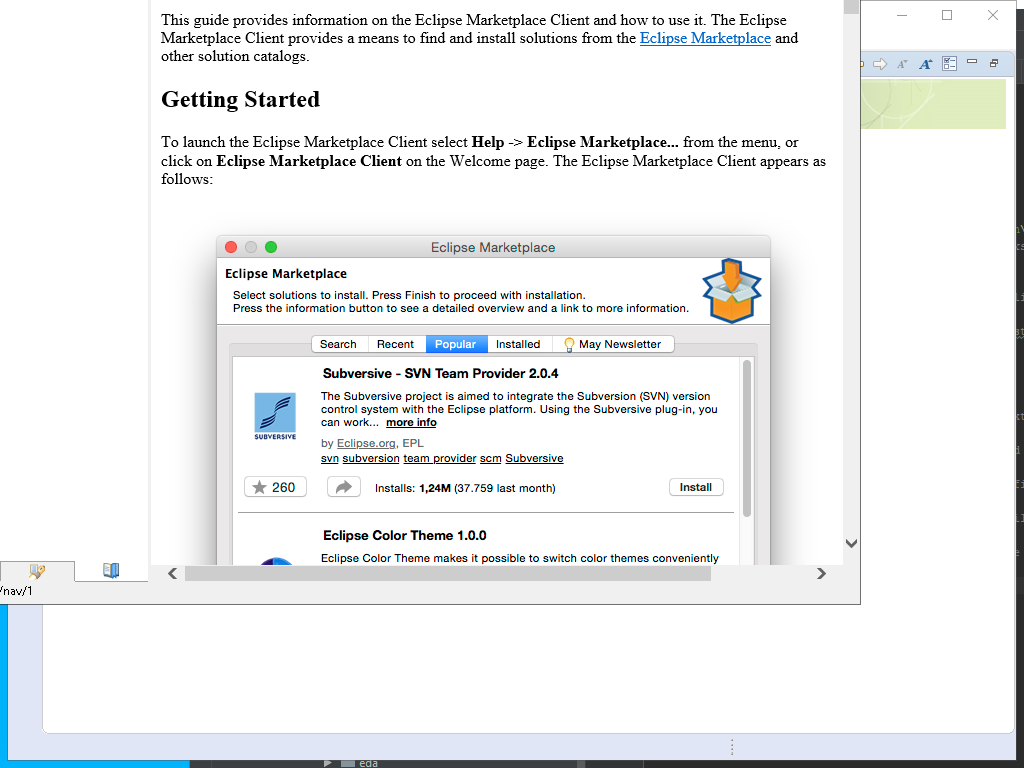 This guide provides information on the Eclipse Marketplace Client and how to use it. The Eclipse
Marketplace Client provides a means to find and install solutions from the Eclipse Marketplace and
other solution catalogs.
Getting Started
To launch the Eclipse Marketplace Client select Help -> Eclipse Marketplace... from the menu, or
click on Eclipse Marketplace Client on the Welcome page. The Eclipse Marketplace Client appears as
follows:
Eclipse Marketplace
Eclipse Marketplace
Select solutions to install. Press Finish to proceed with installation.
Press the information button to see a detailed overview and a link to more information.
Search Recent Popular Installed May Newsletter
Subversive - SVN Team Provider 2.0.4
The Subversive project is aimed to integrate the Subversion (SVN) version
control system with the Eclipse platform. Using the Subversive plug-in, you
can work... more info
SUBVERSIVE
by Eclipse.org, EPL
svn subversion team provider scm Subversive
260 Installs: 1,24M (37.759 last month) Install
Eclipse Color Theme 1.0.0
Eclipse Color Theme makes it possible to switch color themes conveniently
/nav/1
eda